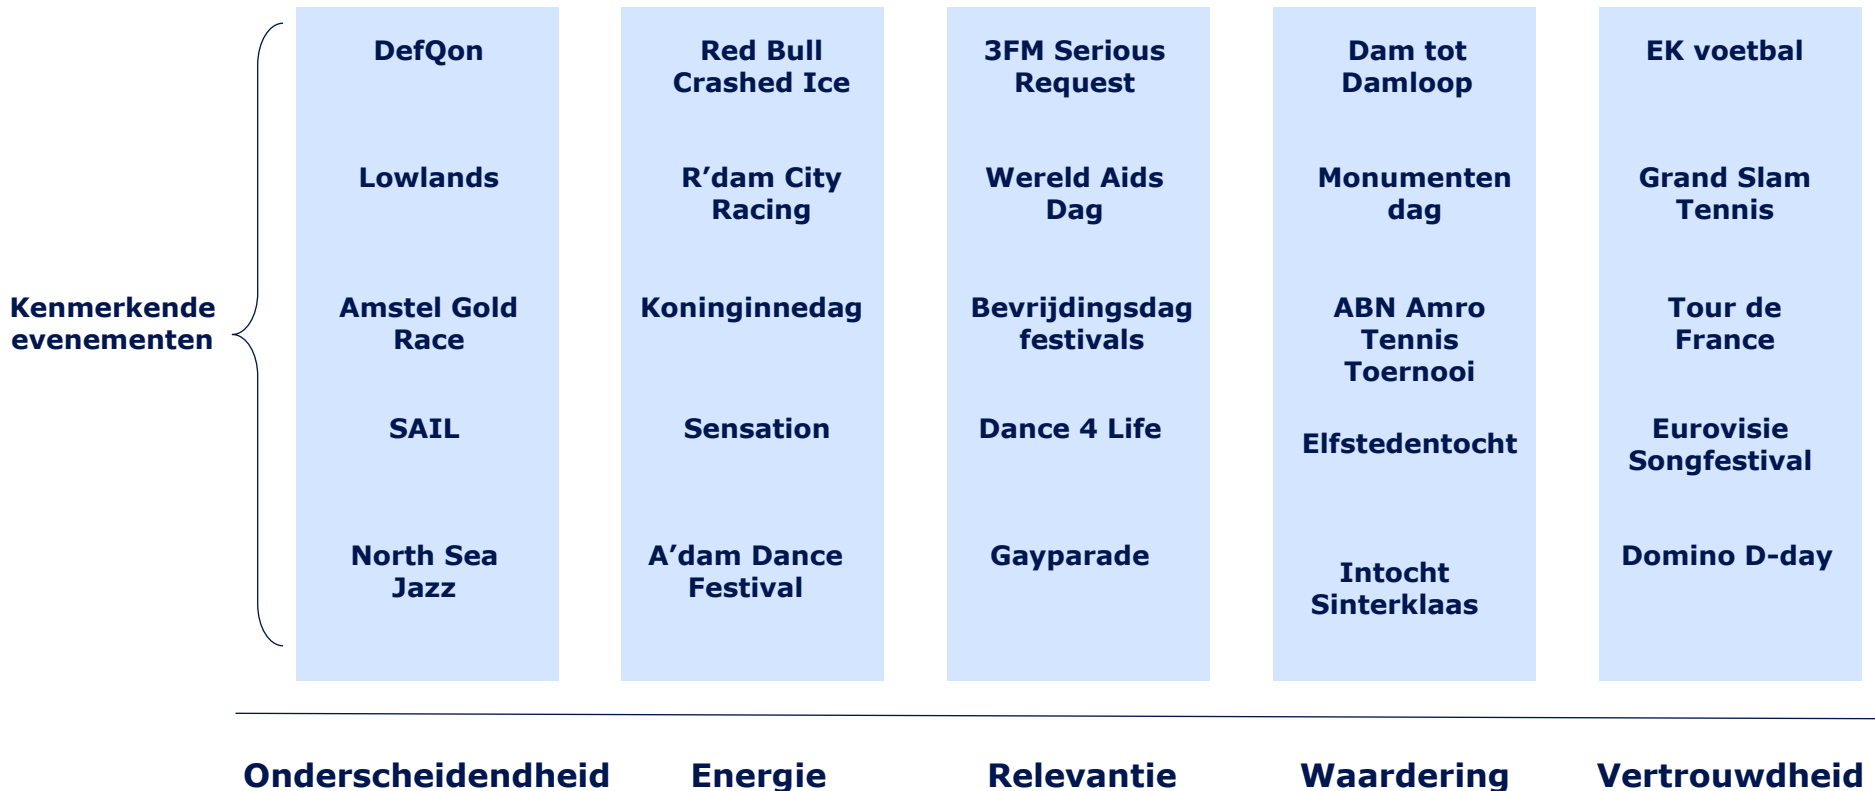 Kenmerkende
evenementen
DefQon
Lowlands
Amstel Gold
Race
SAIL
North Sea
Jazz
Onderscheidendheid
Red Bull
Crashed Ice
R’dam City
Racing
Koninginnedag
Sensation
A’dam Dance
Festival
Energie
3FM Serious
Request
Wereld Aids
Dag
Bevrijdingsdag
festivals
Dance 4 Life
Gayparade
Relevantie
Dam tot
Damloop
Monumenten
dag
ABN Amro
Tennis
Toernooi
Elfstedentocht
Intocht
Sinterklaas
Waardering
EK voetbal
Grand Slam
Tennis
Tour de
France
Eurovisie
Songfestival
Domino D-day
Vertrouwdheid